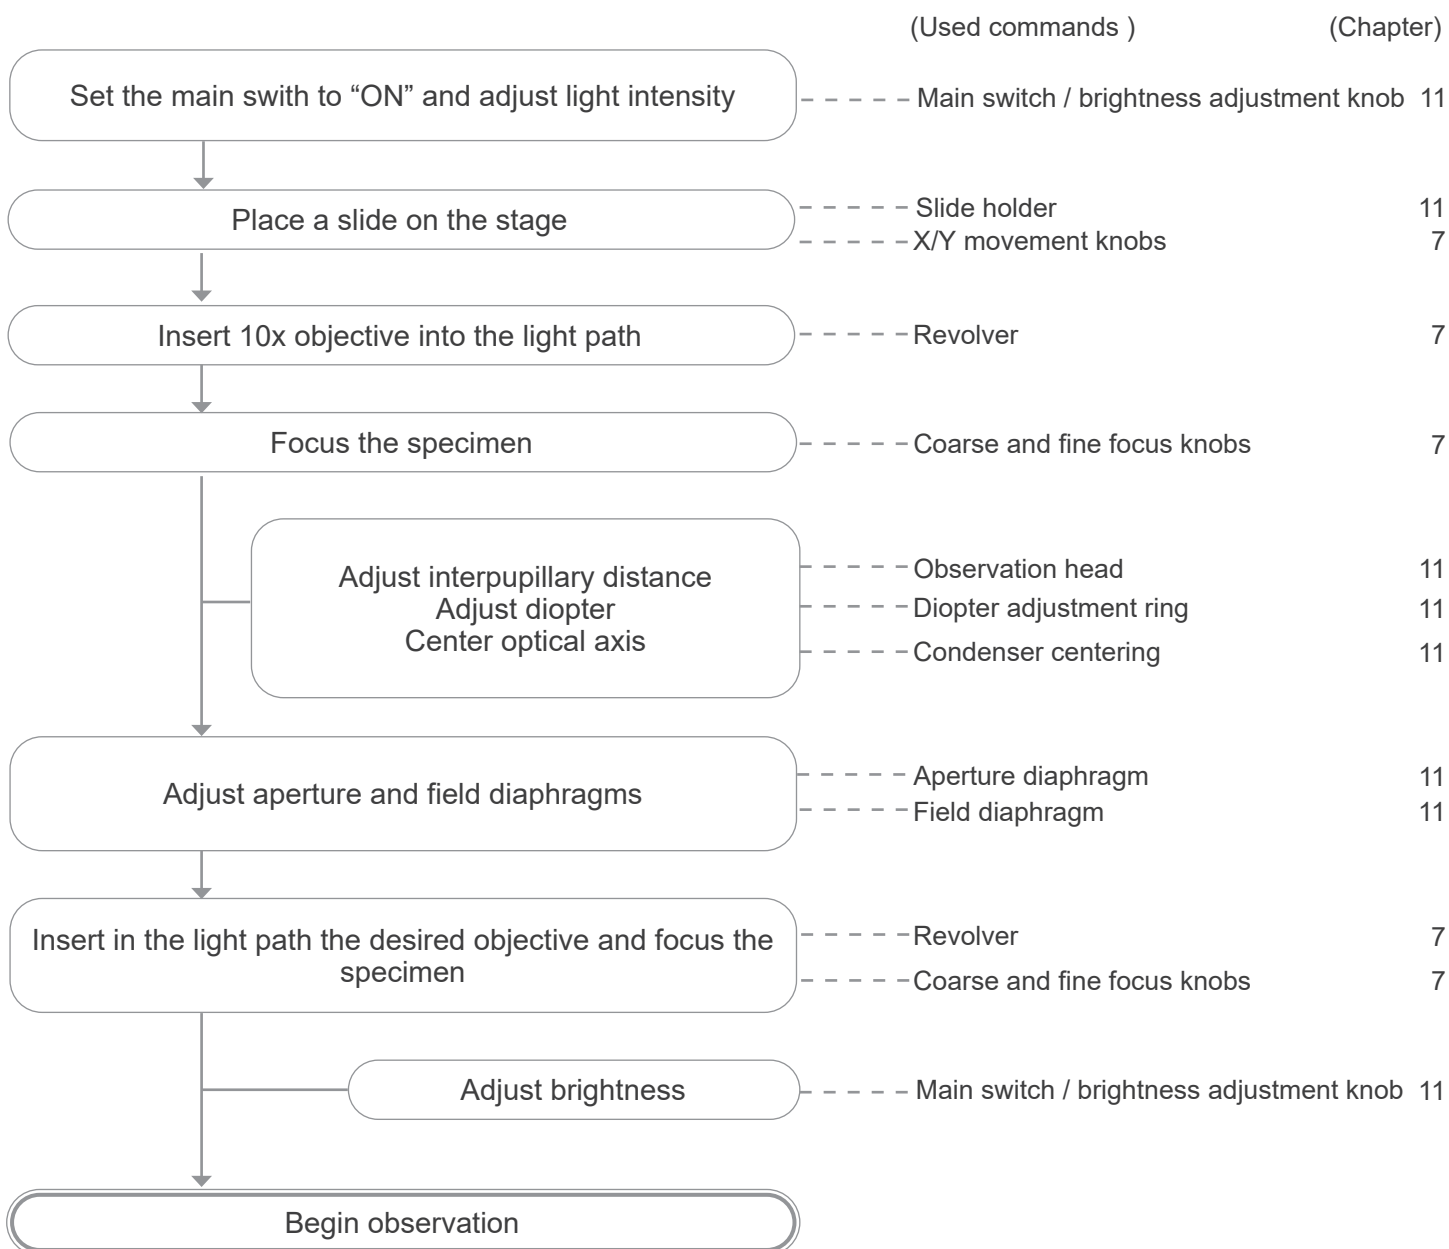 (Used commands ) (Chapter)
Set the main swith to “ON” and adjust light intensity Main switch / brightness adjustment knob 11
Place a slide on the stage
Slide holder 11
X/Y movement knobs 7
Insert 10x objective into the light path Revolver 7
Focus the specimen Coarse and fine focus knobs 7
Adjust interpupillary distance
Adjust diopter
Center optical axis
Observation head 11
Diopter adjustment ring 11
Condenser centering 11
Adjust aperture and field diaphragms
Aperture diaphragm 11
Field diaphragm 11
Insert in the light path the desired objective and focus the
specimen
Revolver 7
Coarse and fine focus knobs 7
Adjust brightness Main switch / brightness adjustment knob 11
Begin observation